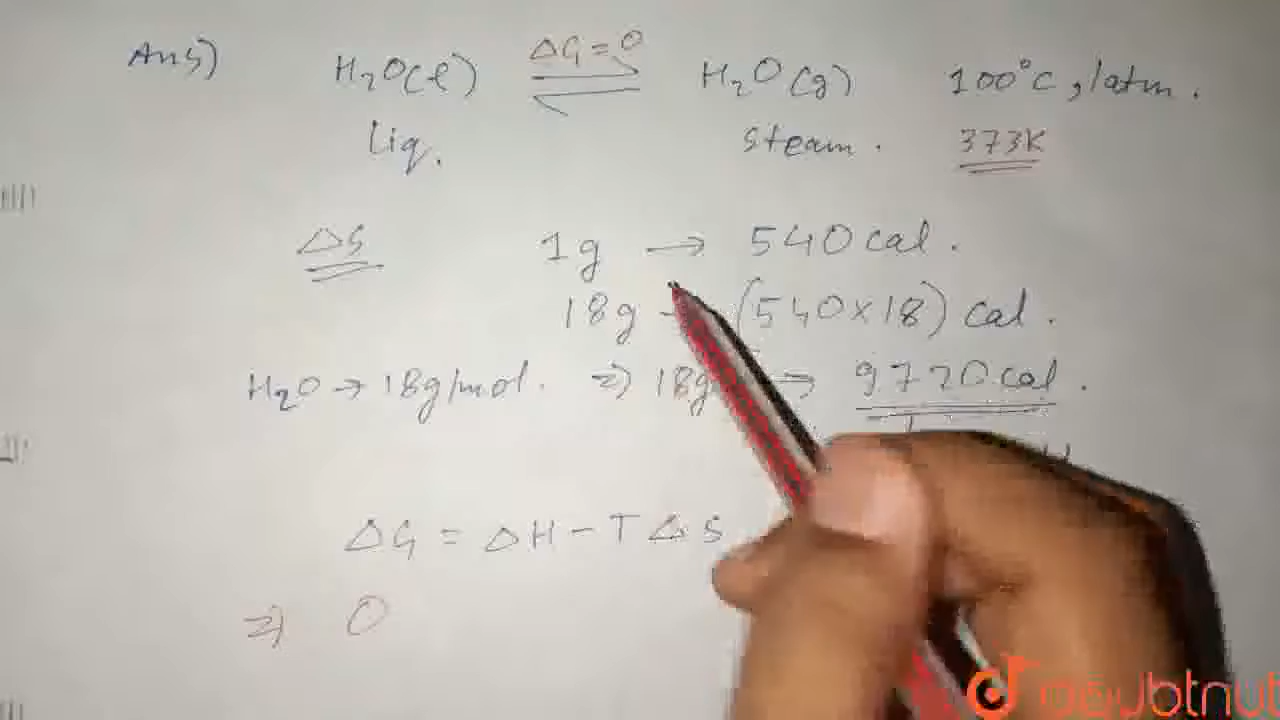 Ans) H₂O(l) ⇌ ΔG = 0 H₂O(g) 100°C, 1atm.
Liq. steam. 373K
ΔS 1g → 540 cal.
18g → (540×18) cal.
H₂O → 18g/mol. ⇒ 18g → 9720 cal.
ΔG = ΔH - TΔS
⇒ 0
doubtnut